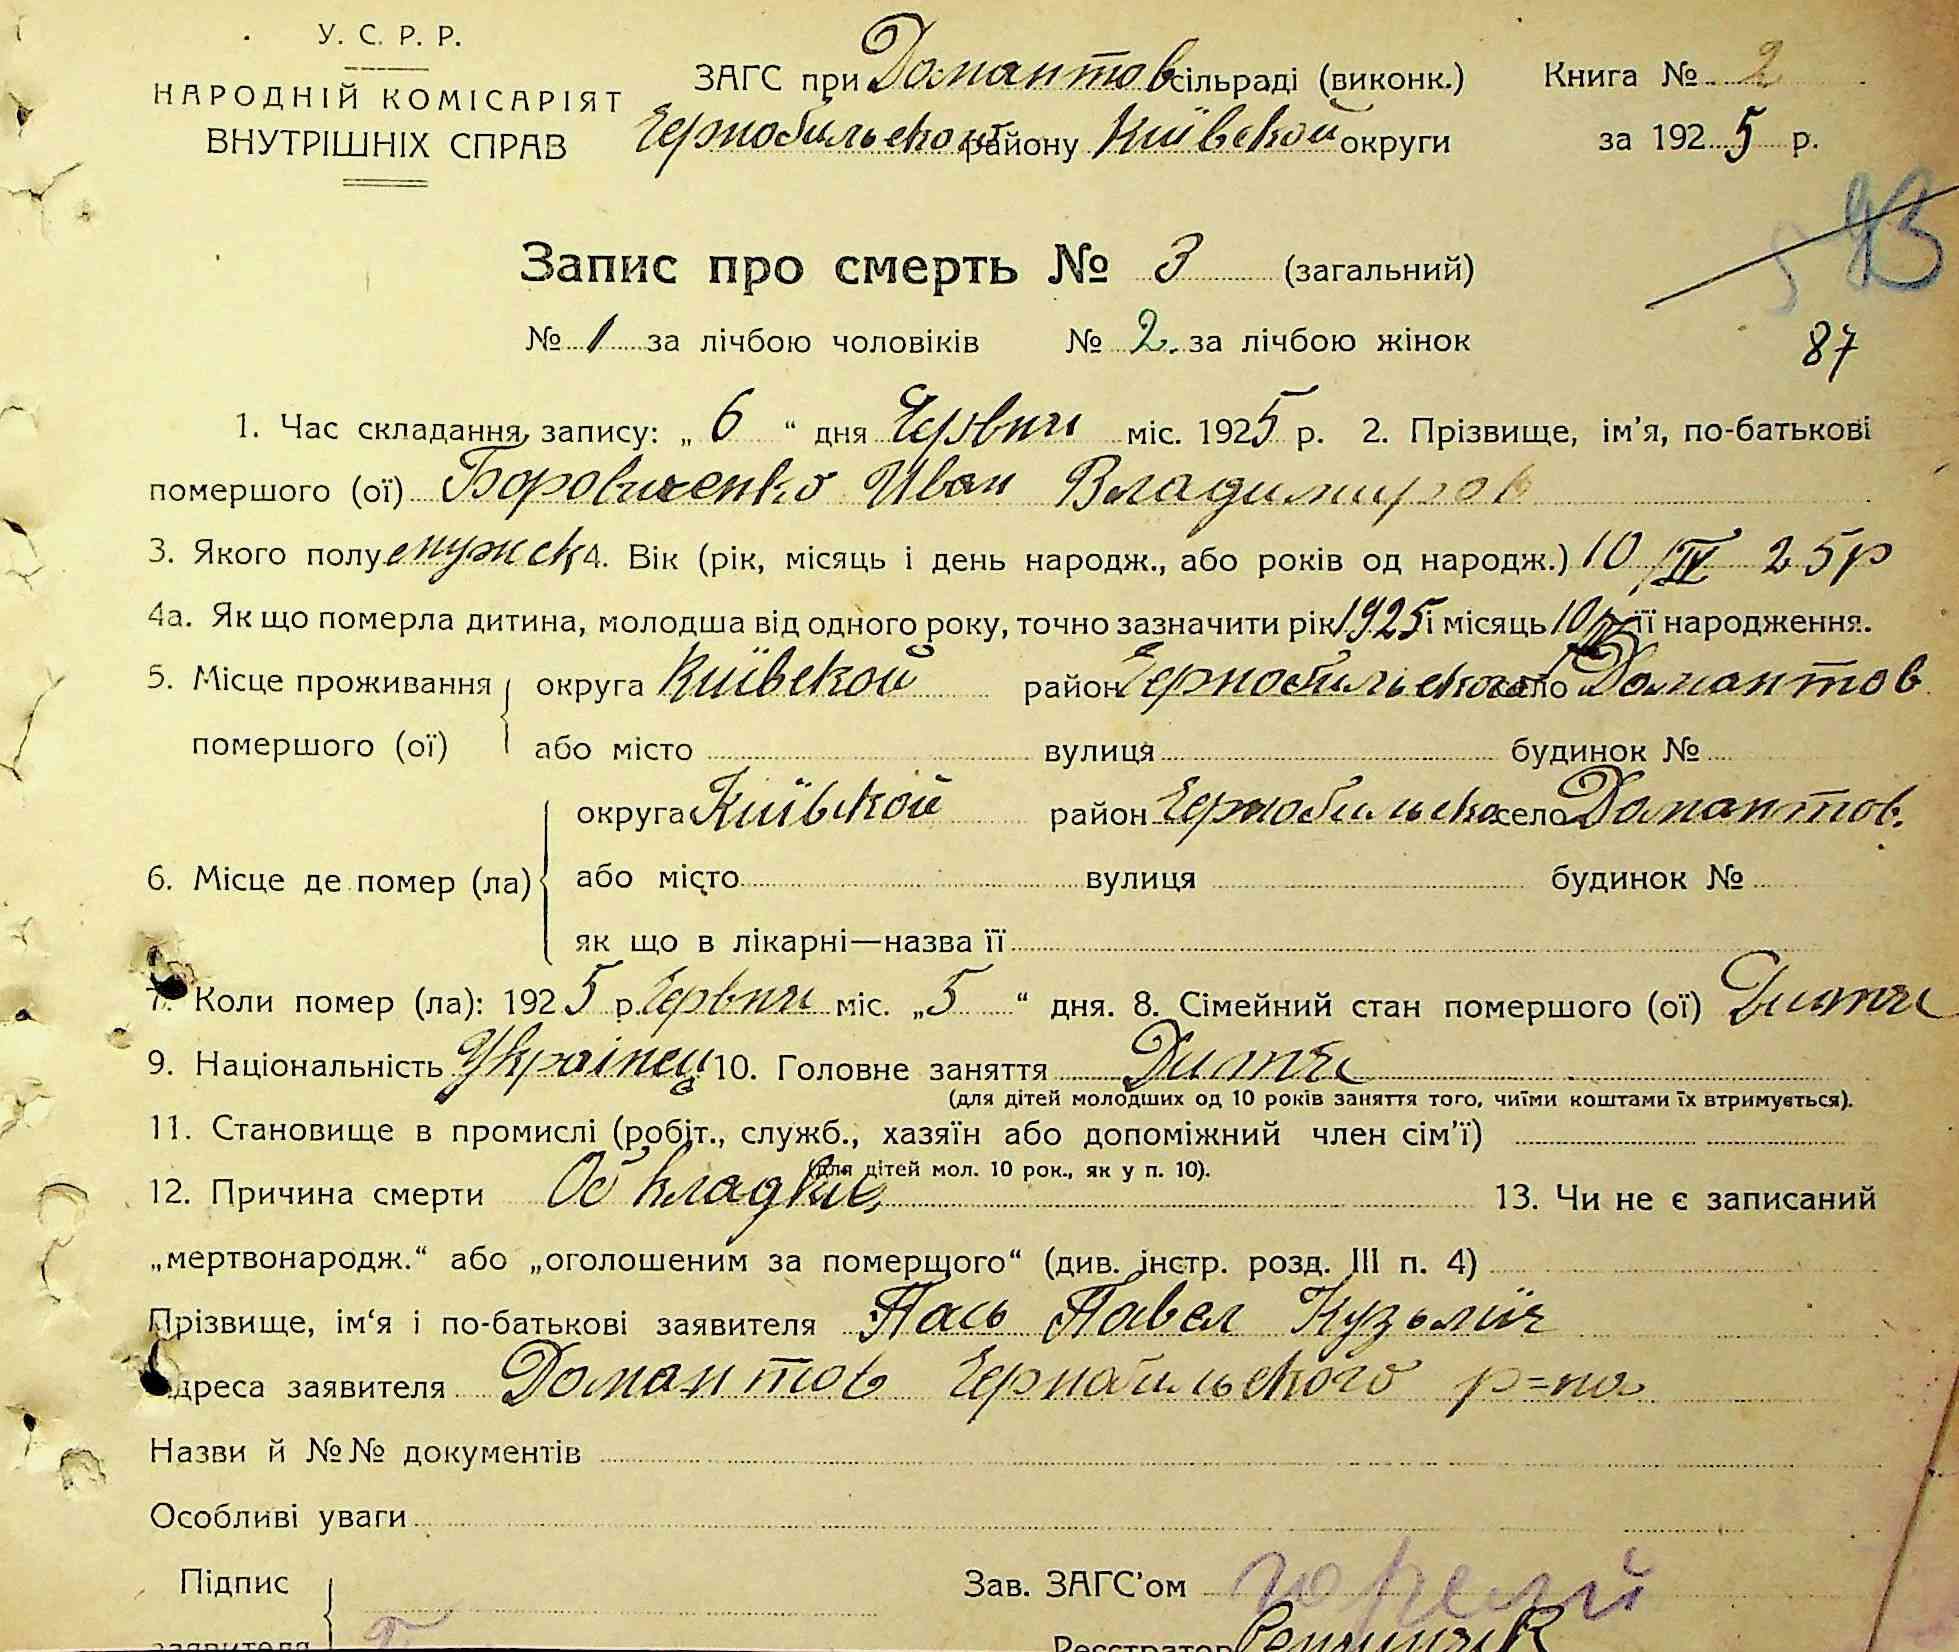 У. С. Р. Р.
НАРОДНІЙ КОМІСАРІЯТ
ВНУТРІШНІХ СПРАВ
ЗАГС при Домантов сільраді (виконк.) Книга № 2
Чернобильской району Київской округи за 1925 р.
Запис про смерть № 3 (загальний)
№ 1 за лічбою чоловіків № 2. за лічбою жінок
87
1. Час складання запису: „ 6 “ дня Червня міс. 1925 р. 2. Прізвище, ім’я, по-батькові
помершого (ої) Боровиченко Иван Владимиров
3. Якого полу мужск 4. Вік (рік, місяць і день народж., або років од народж.) 10/IV 25р
4а. Як що померла дитина, молодша від одного року, точно зазначити рік 1925 і місяць 10/IV її народження.
5. Місце проживання округа Київской район Чернобильского село Домантов
помершого (ої) або місто вулиця будинок №
округа Київской район Чернобильско село Домантов.
6. Місце де помер (ла) або місто вулиця будинок №
як що в лікарні—назва її
7. Коли помер (ла): 1925 р. Червня міс. „5 “ дня. 8. Сімейний стан помершого (ої) Дитя
9. Національність Украінец 10. Головне заняття Дитя
(для дітей молодших од 10 років заняття того, чиїми коштами їх втримується).
11. Становище в промислі (робіт., служб., хазяїн або допоміжний член сім’ї)
(для дітей мол. 10 рок., як у п. 10).
12. Причина смерти 13. Чи не є записаний
„мертвонародж.“ або „оголошеним за померщого“ (див. інстр. розд. III п. 4)
Прізвище, ім‘я і по-батькові заявителя Пась Павел Кузьмич
Адреса заявителя Домантов Чернобильского р=на
Назви й №№ документів
Особливі уваги
Підпис Зав. ЗАГС’ом
заявителя Реєстратор